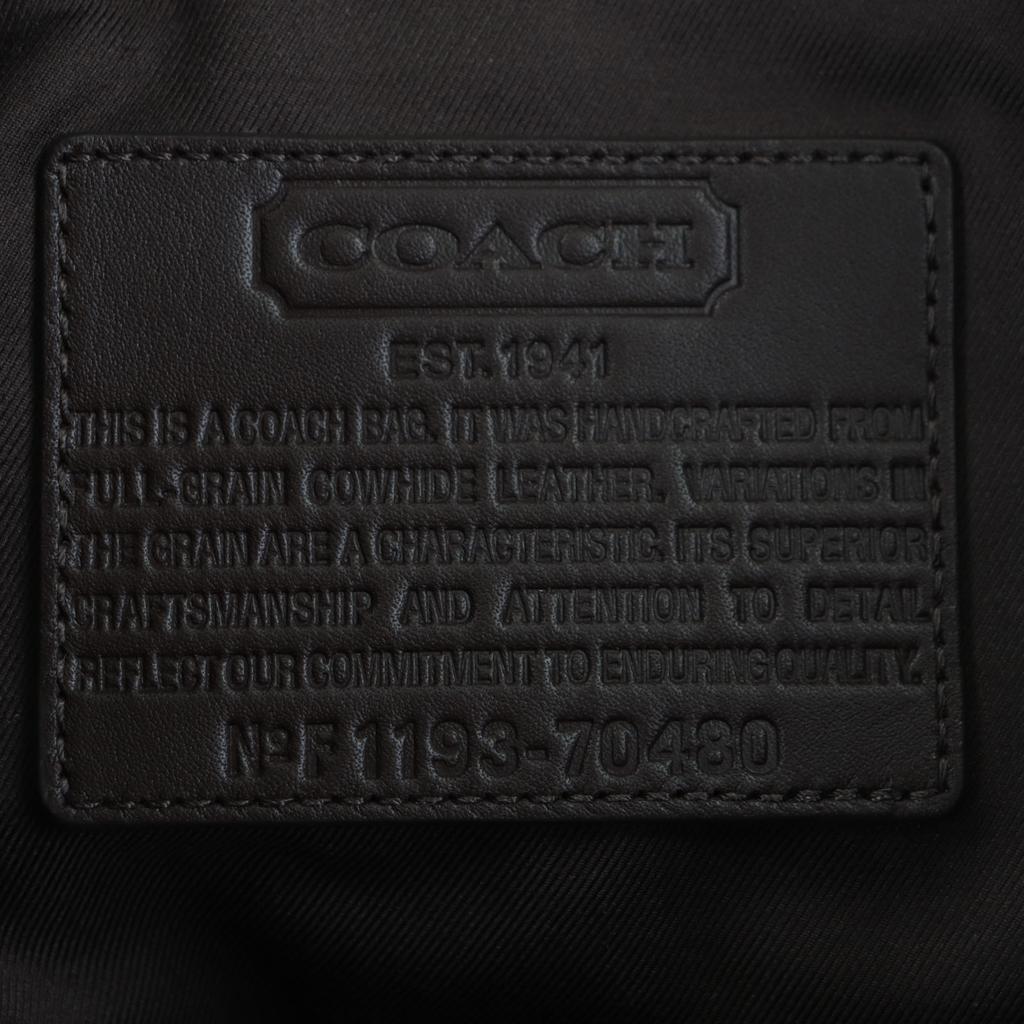 COACH
EST. 1941
THIS IS A COACH BAG. IT WAS HANDCRAFTED FROM
FULL-GRAIN COWHIDE LEATHER. VARIATIONS IN
THE GRAIN ARE A CHARACTERISTIC. ITS SUPERIOR
CRAFTSMANSHIP AND ATTENTION TO DETAIL
REFLECT OUR COMMITMENT TO ENDURING QUALITY.
Nº F1193-70480